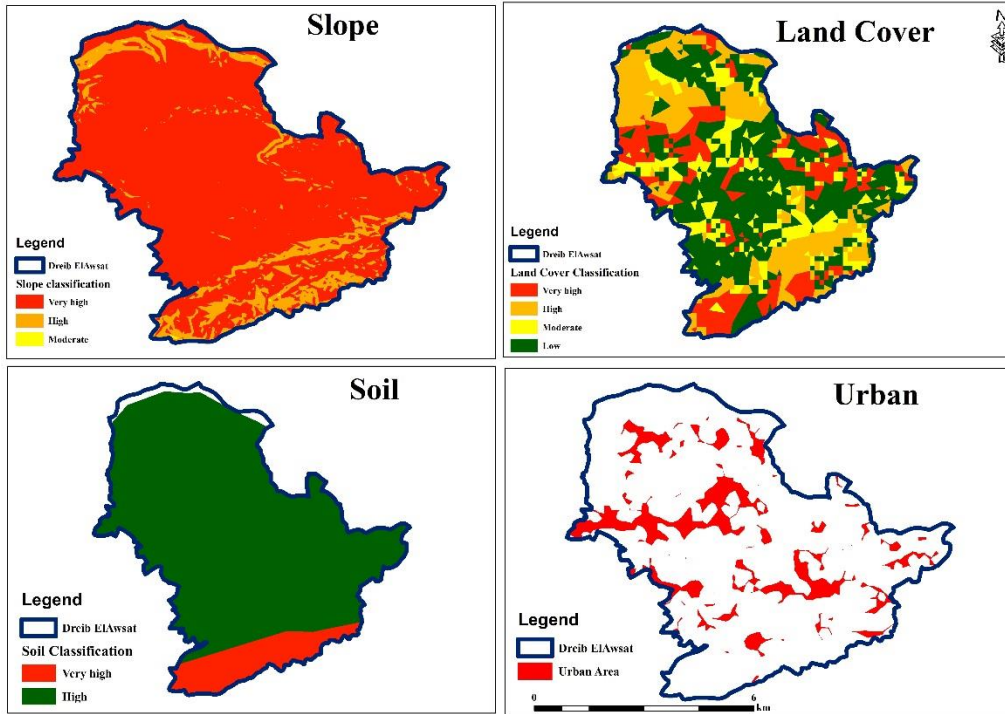 Slope
Legend
Dreib ElAwsat
Slope classification
Very high
High
Moderate
Land Cover
N
Legend
Dreib ElAwsat
Land Cover Classification
Very high
High
Moderate
Low
Soil
Legend
Dreib ElAwsat
Soil Classification
Very high
High
Urban
Legend
Dreib ElAwsat
Urban Area
0 6
km